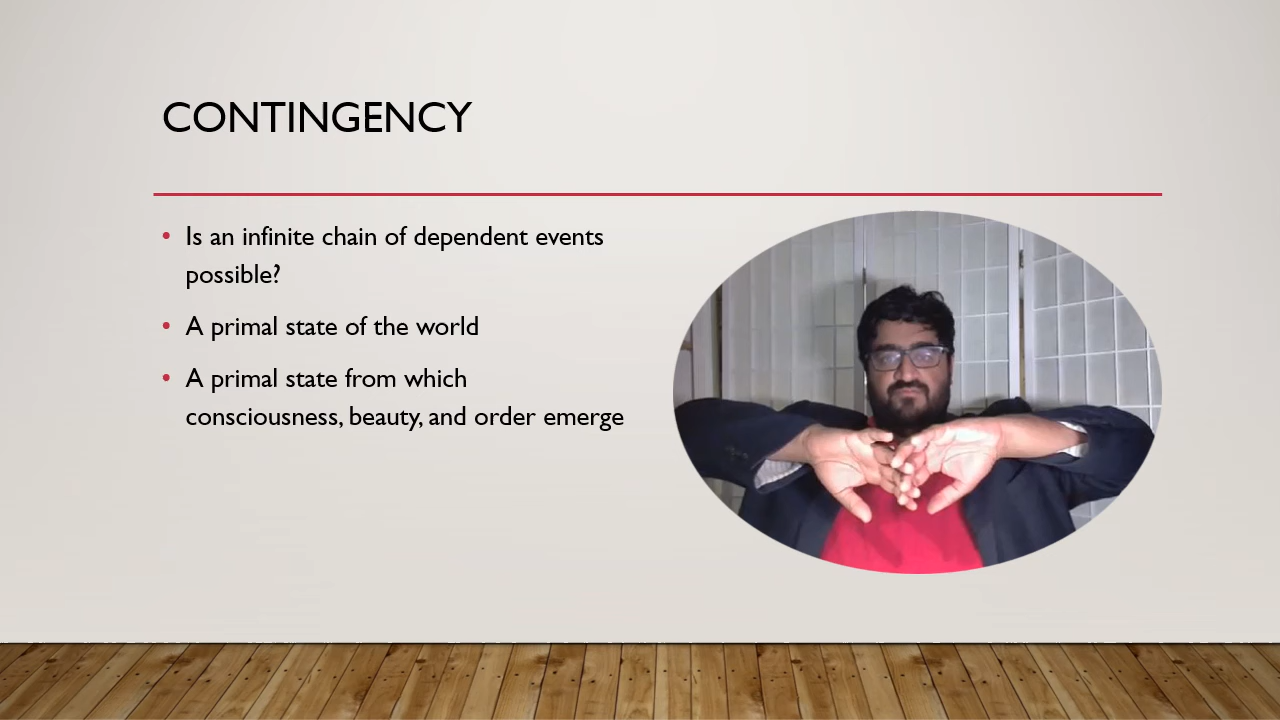 CONTINGENCY
• Is an infinite chain of dependent events
possible?
• A primal state of the world
• A primal state from which
consciousness, beauty, and order emerge